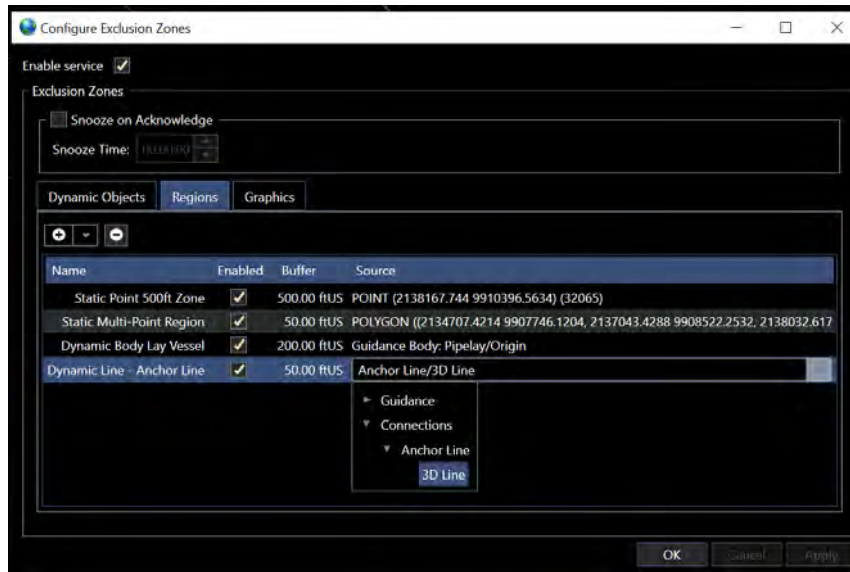 Configure Exclusion Zones
Enable service
Exclusion Zones
Snooze on Acknowledge
Snooze Time:
Dynamic Objects Regions Graphics
Name Enabled Buffer Source
Static Point 500ft Zone 500.00 ftUS POINT (2138167.744 9910396.5634) (32065)
Static Multi-Point Region 50.00 ftUS POLYGON ((2134707.4214 9907746.1204, 2137043.4288 9908522.2532, 2138032.617
Dynamic Body Lay Vessel 200.00 ftUS Guidance Body: Pipelay/Origin
Dynamic Line - Anchor Line 50.00 ftUS Anchor Line/3D Line
Guidance
Connections
Anchor Line
3D Line
OK Cancel Apply